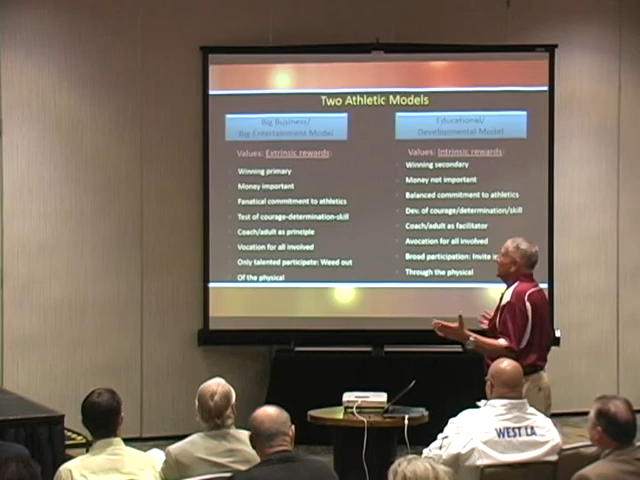 Two Athletic Models
Big Business/
Big Entertainment Model
Values: Extrinsic rewards:
Winning primary
Money important
Fanatical commitment to athletics
Test of courage-determination-skill
Coach/adult as principle
Vocation for all involved
Only talented participate: Weed out
Of the physical
Educational/
Developmental Model
Values: Intrinsic rewards:
Winning secondary
Money not important
Balanced commitment to athletics
Dev. of courage/determination/skill
Coach/adult as facilitator
Avocation for all involved
Broad participation: Invite
Through the physical
WEST LA